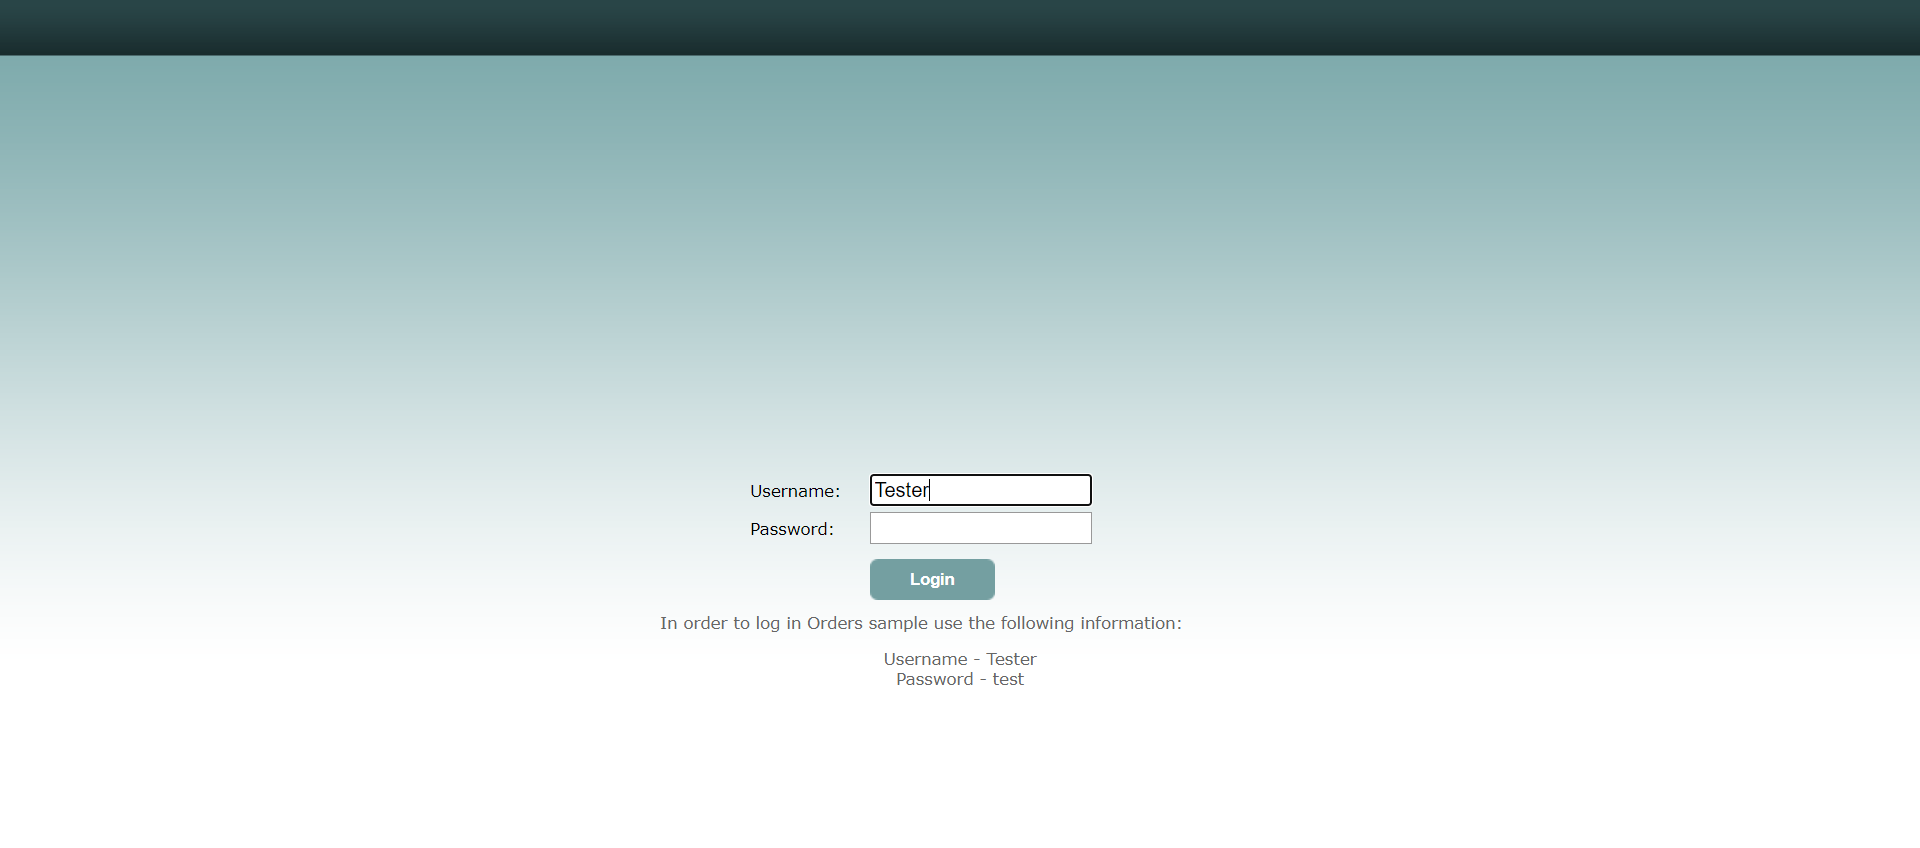 Username: Tester
Password:
Login
In order to log in Orders sample use the following information:
Username - Tester
Password - test